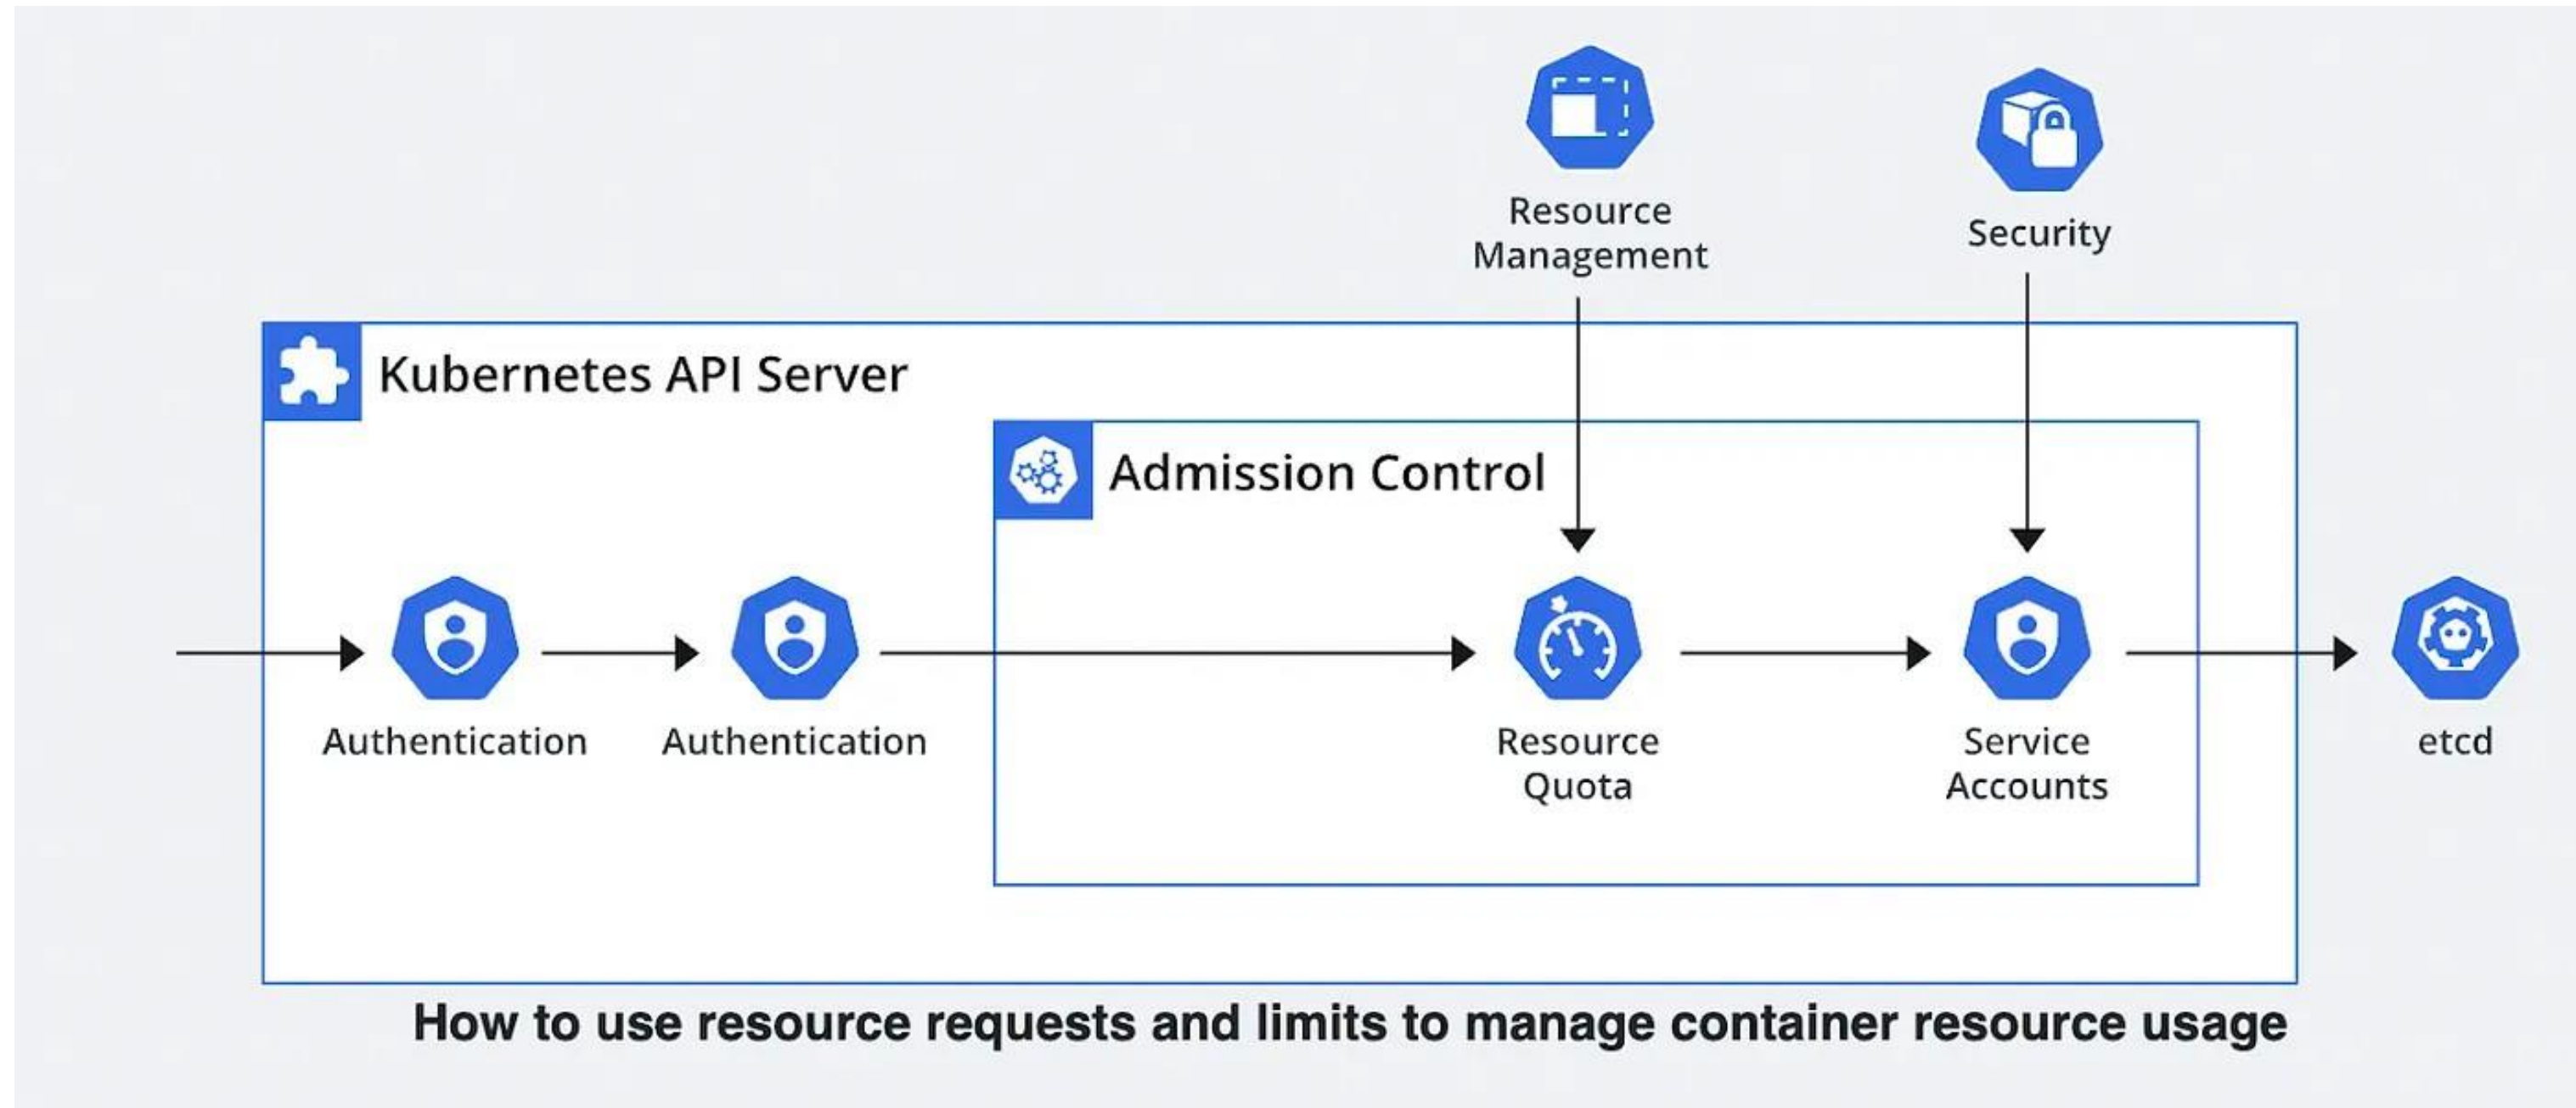 Resource
Management
Security
Kubernetes API Server
Admission Control
Authentication
Authentication
Resource
Quota
Service
Accounts
etcd
How to use resource requests and limits to manage container resource usage